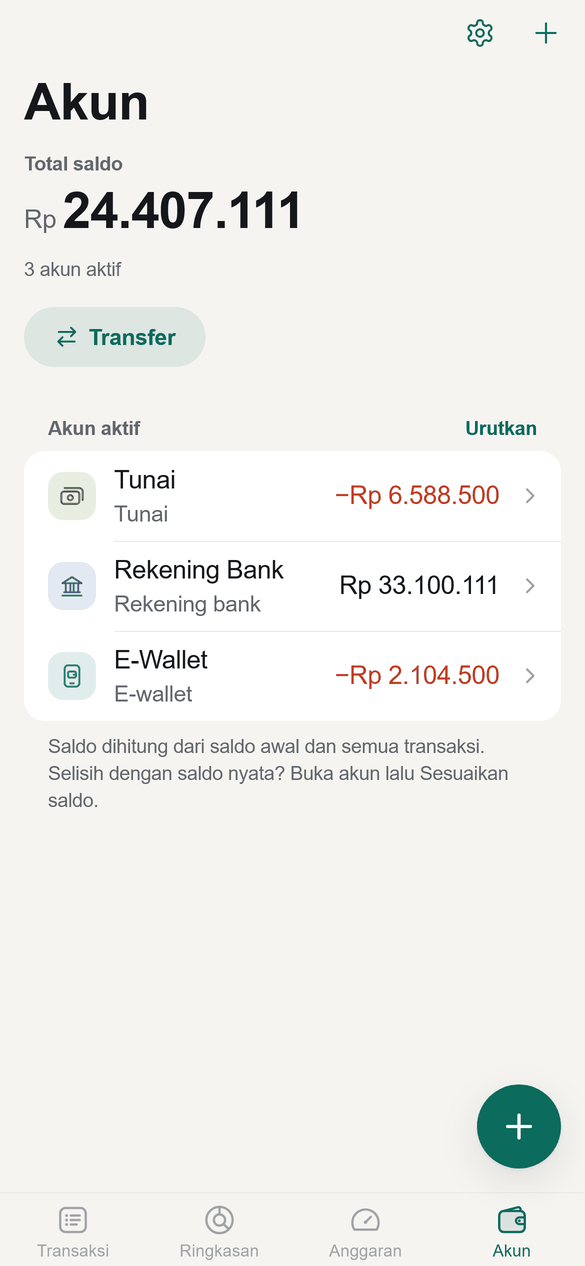 Akun
Total saldo
Rp 24.407.111
3 akun aktif
Transfer
Akun aktif
Urutkan
Tunai
Tunai
−Rp 6.588.500
Rekening Bank
Rekening bank
Rp 33.100.111
E-Wallet
E-wallet
−Rp 2.104.500
Saldo dihitung dari saldo awal dan semua transaksi.
Selisih dengan saldo nyata? Buka akun lalu Sesuaikan
saldo.
Transaksi
Ringkasan
Anggaran
Akun